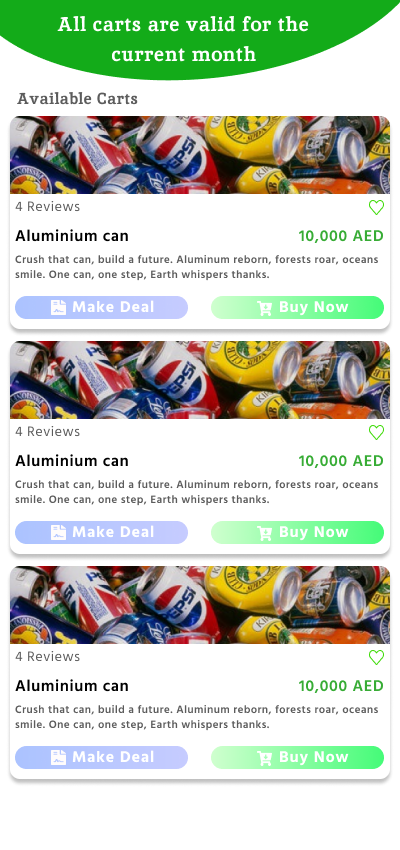 All carts are valid for the
current month
Available Carts
PEPSI
4 Reviews
Aluminium can
10,000 AED
Crush that can, build a future. Aluminum reborn, forests roar, oceans
smile. One can, one step, Earth whispers thanks.
Make Deal
Buy Now
PEPSI
4 Reviews
Aluminium can
10,000 AED
Crush that can, build a future. Aluminum reborn, forests roar, oceans
smile. One can, one step, Earth whispers thanks.
Make Deal
Buy Now
PEPSI
4 Reviews
Aluminium can
10,000 AED
Crush that can, build a future. Aluminum reborn, forests roar, oceans
smile. One can, one step, Earth whispers thanks.
Make Deal
Buy Now